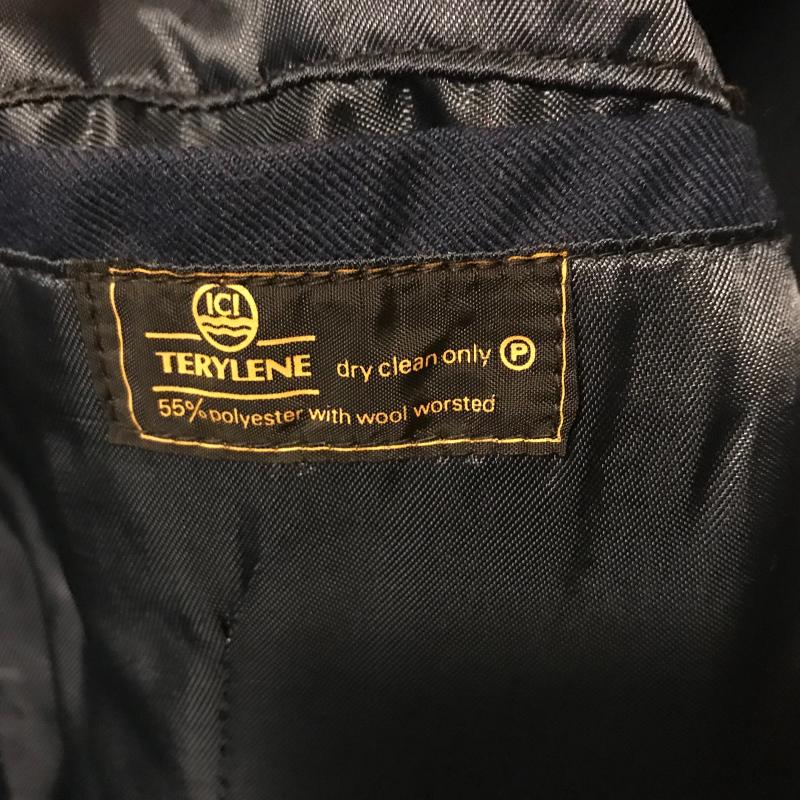 ICI
TERYLENE dry clean only P
55% polyester with wool worsted